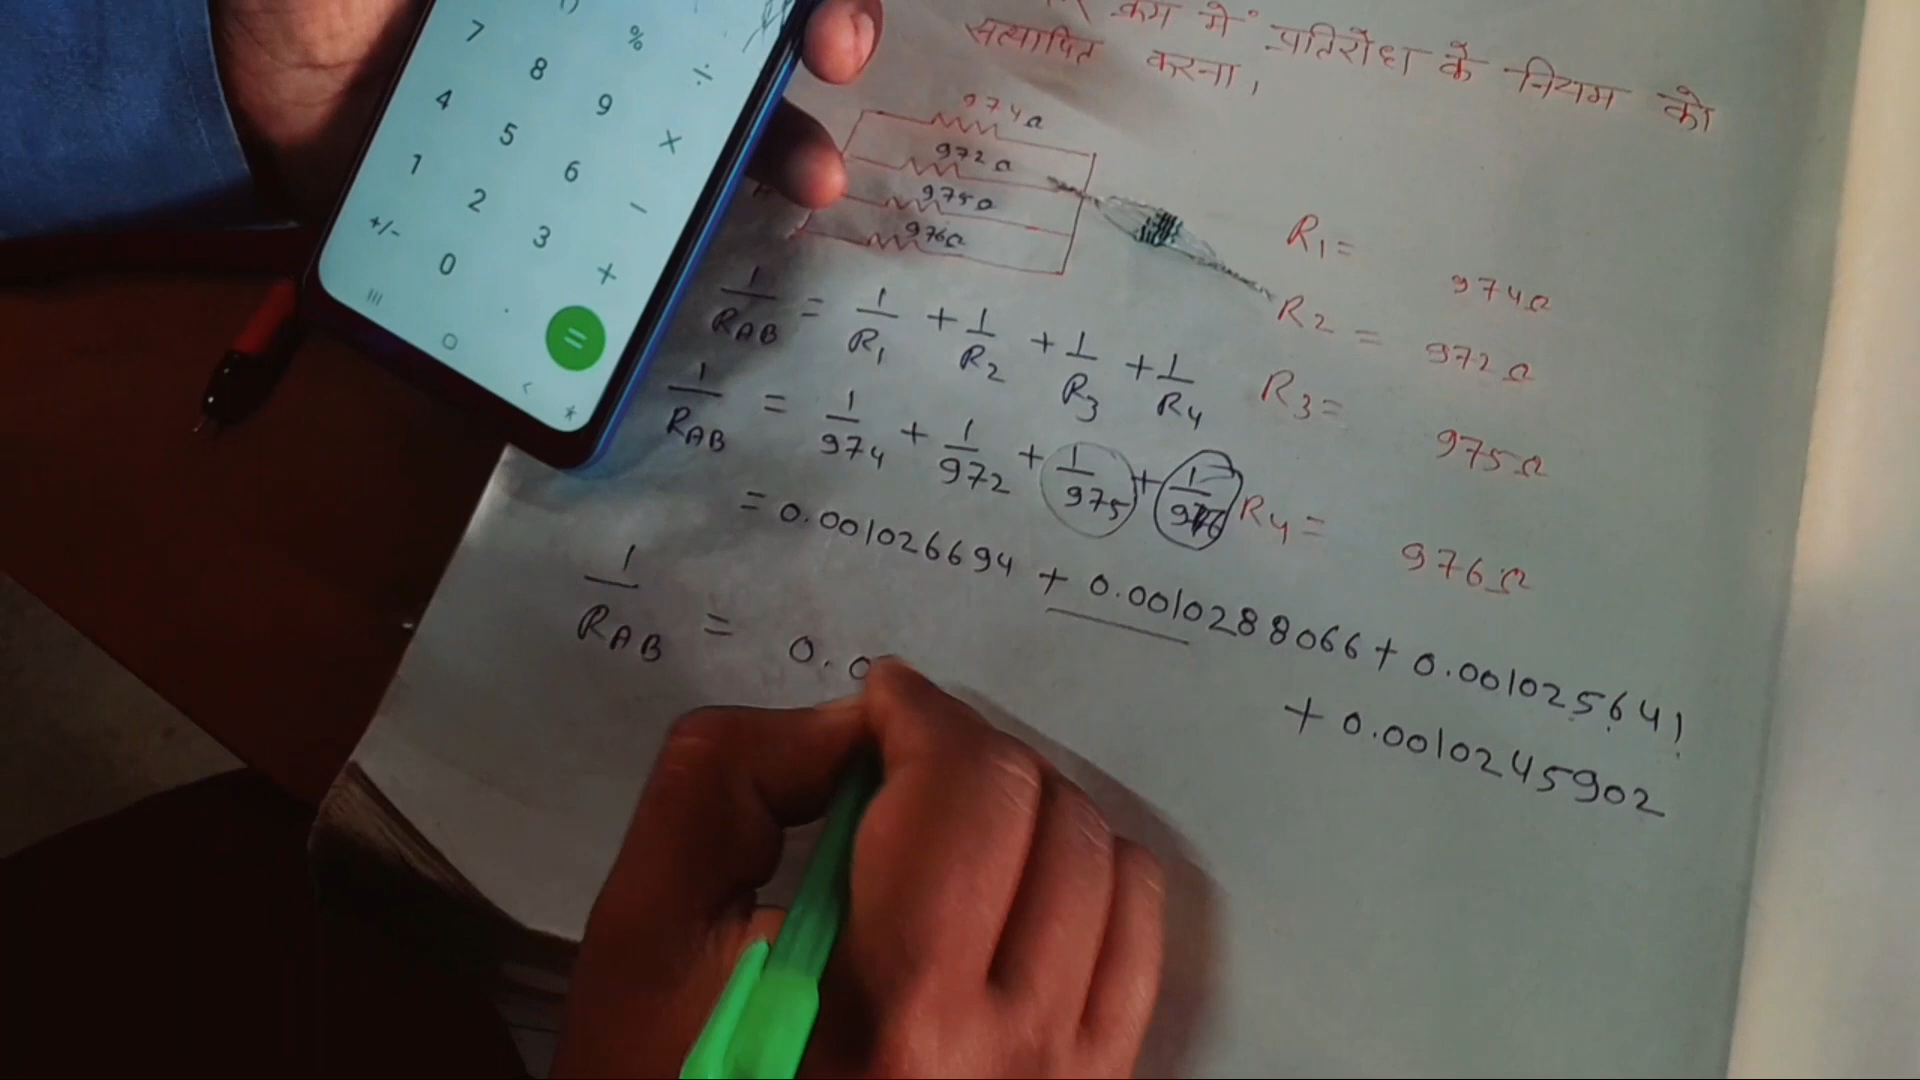 क्रम में प्रतिरोध के नियम को
सत्यापित करना।
974Ω
972Ω
975Ω
976Ω
R1 = 974Ω
R2 = 972Ω
R3 = 975Ω
R4 = 976Ω
1/RAB = 1/R1 + 1/R2 + 1/R3 + 1/R4
1/RAB = 1/974 + 1/972 + 1/975 + 1/976
= 0.001026694 + 0.0010288066 + 0.001025641
+ 0.0010245902
1/RAB = 0.0
7 8 9 ÷
%
4 5 6 ×
1 2 3 −
+/- 0 . +
=